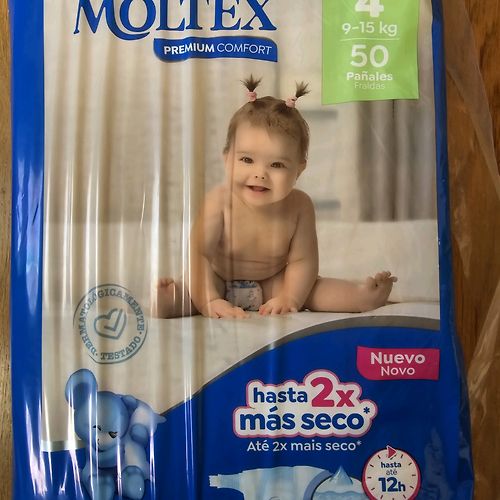 MOLTEX
PREMIUM COMFORT
4
9-15 kg
50
Pañales
Fraldas
DERMATOLÓGICAMENTE
TESTADO
Nuevo
Novo
hasta 2x
más seco*
Até 2x mais seco*
hasta
até
12h